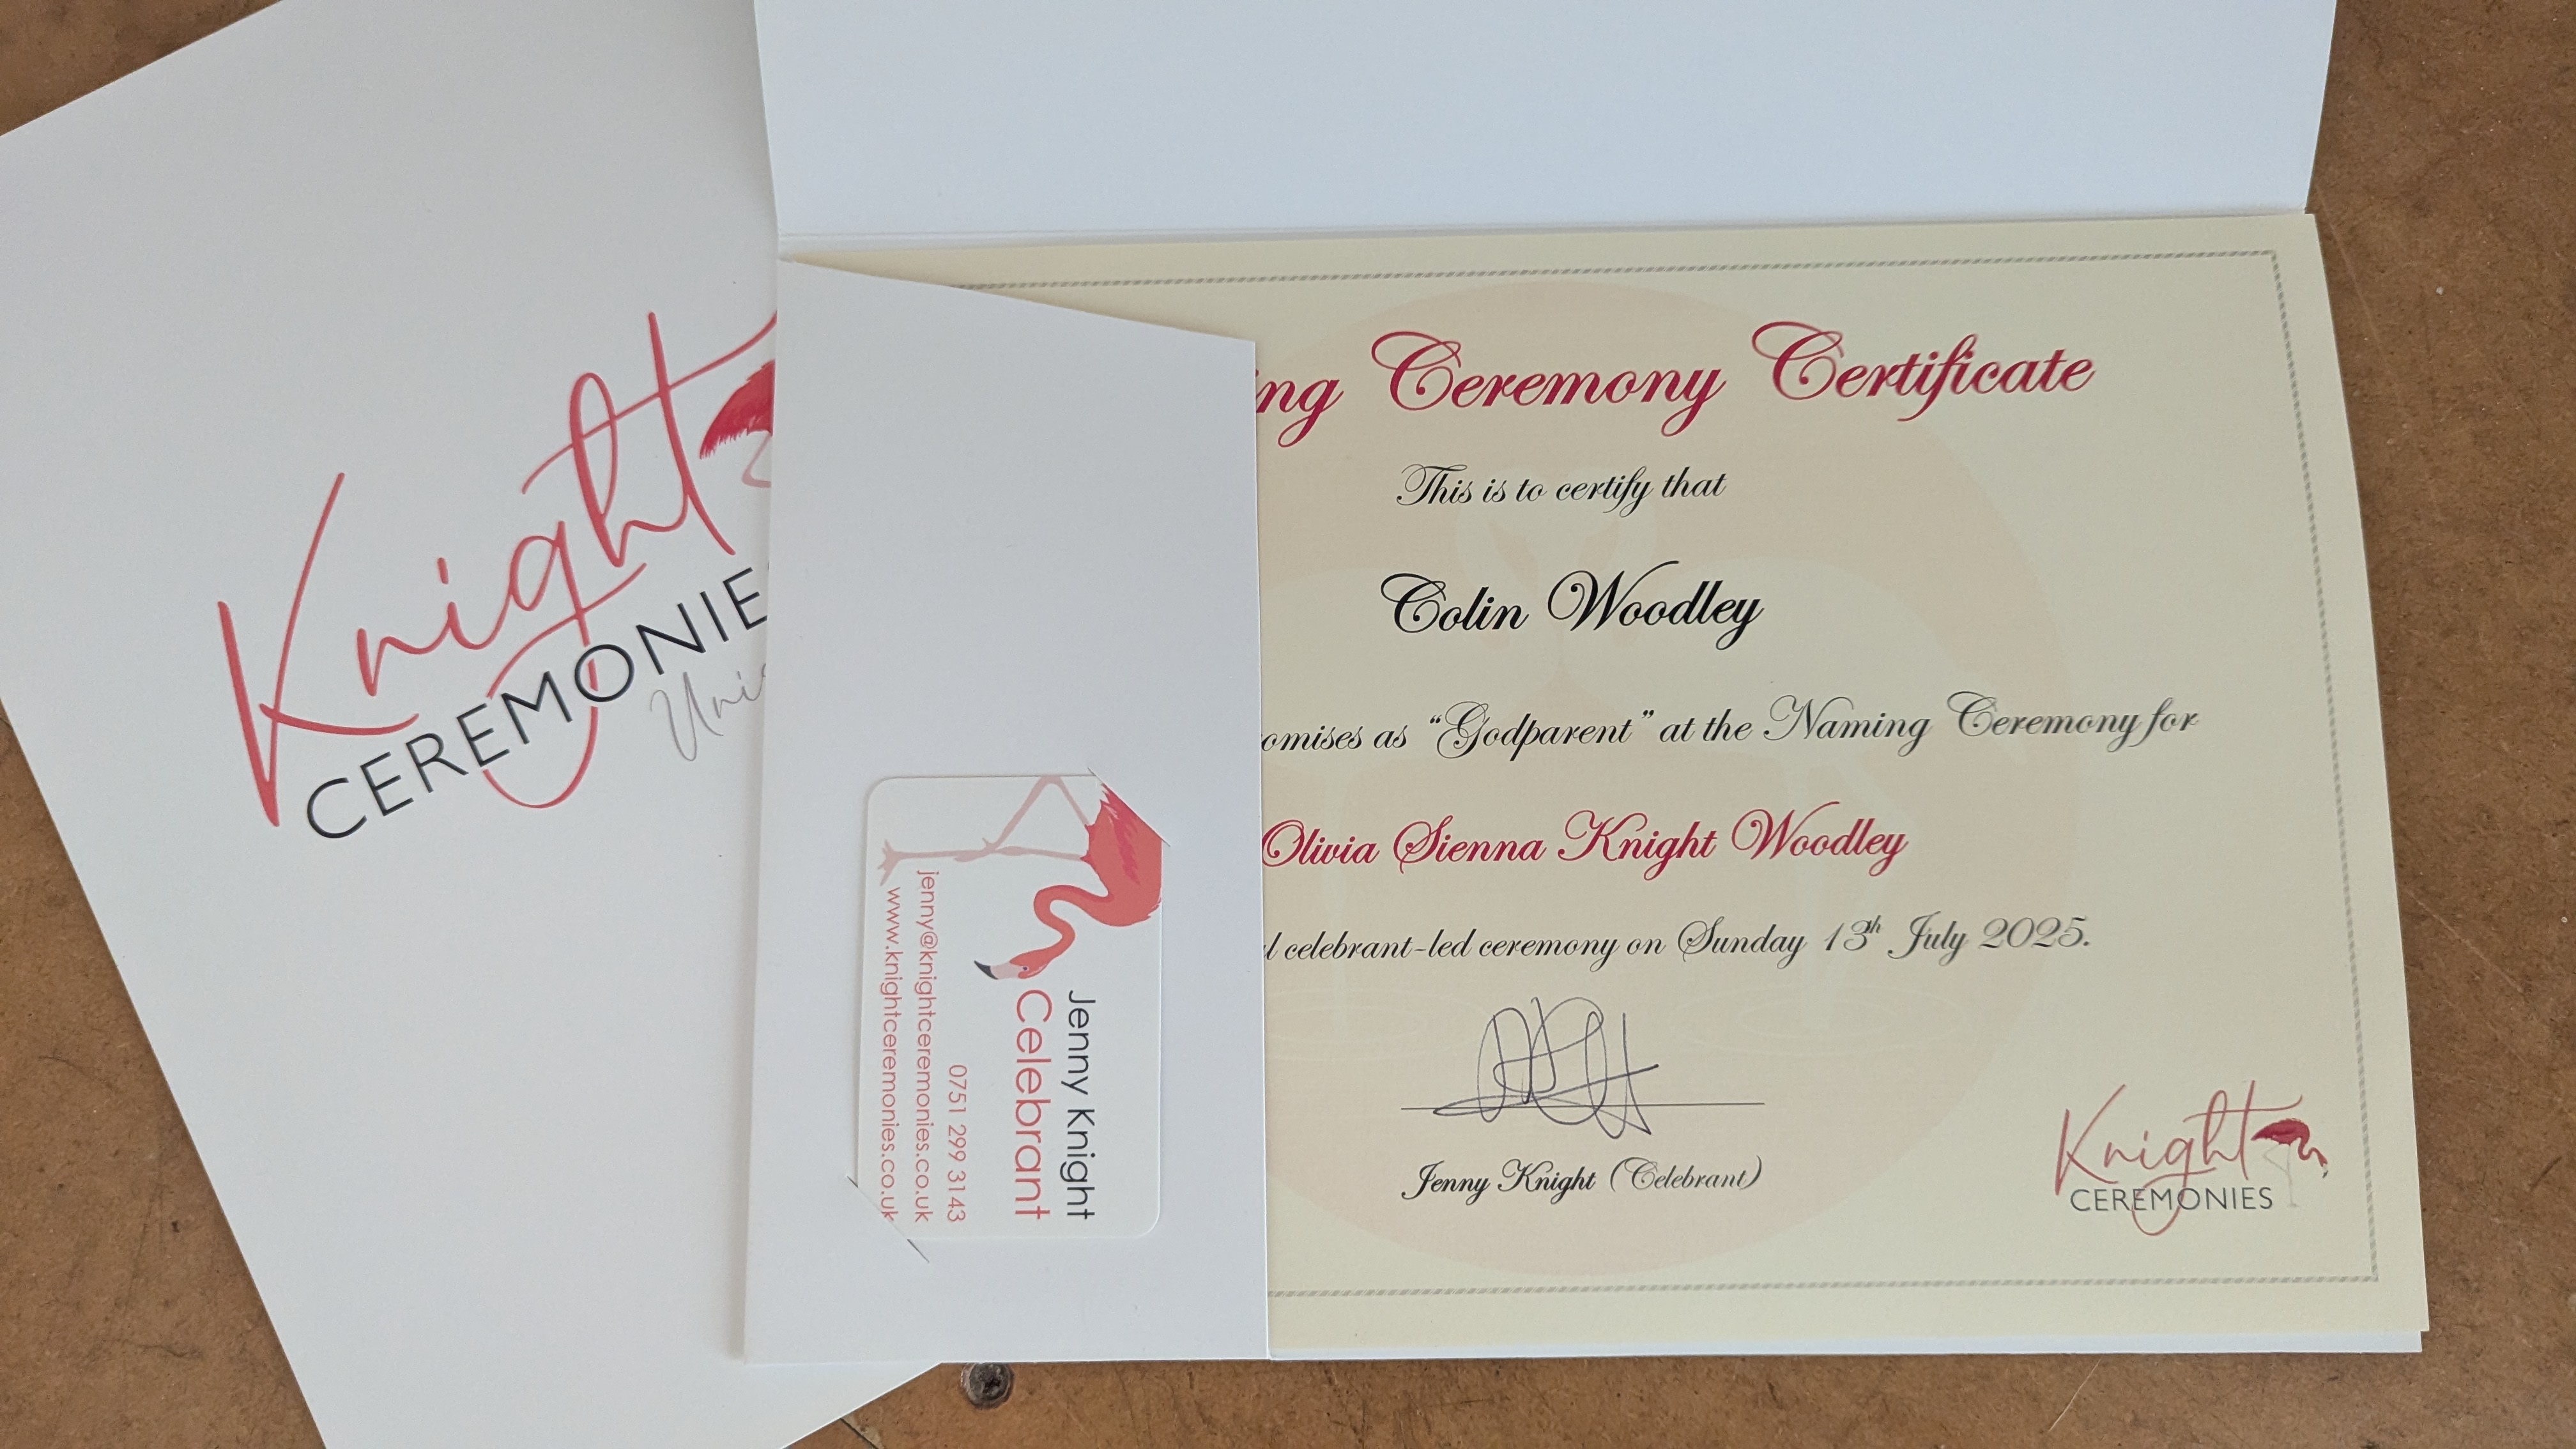 Knight
CEREMONIE
Uni
ing Ceremony Certificate
This is to certify that
Colin Woodley
omises as “Godparent” at the Naming Ceremony for
Olivia Sienna Knight Woodley
l celebrant-led ceremony on Sunday 13th July 2025.
Jenny Knight (Celebrant)
Knight
CEREMONIES
Jenny Knight
Celebrant
0751 299 3143
jenny@knightceremonies.co.uk
www.knightceremonies.co.uk